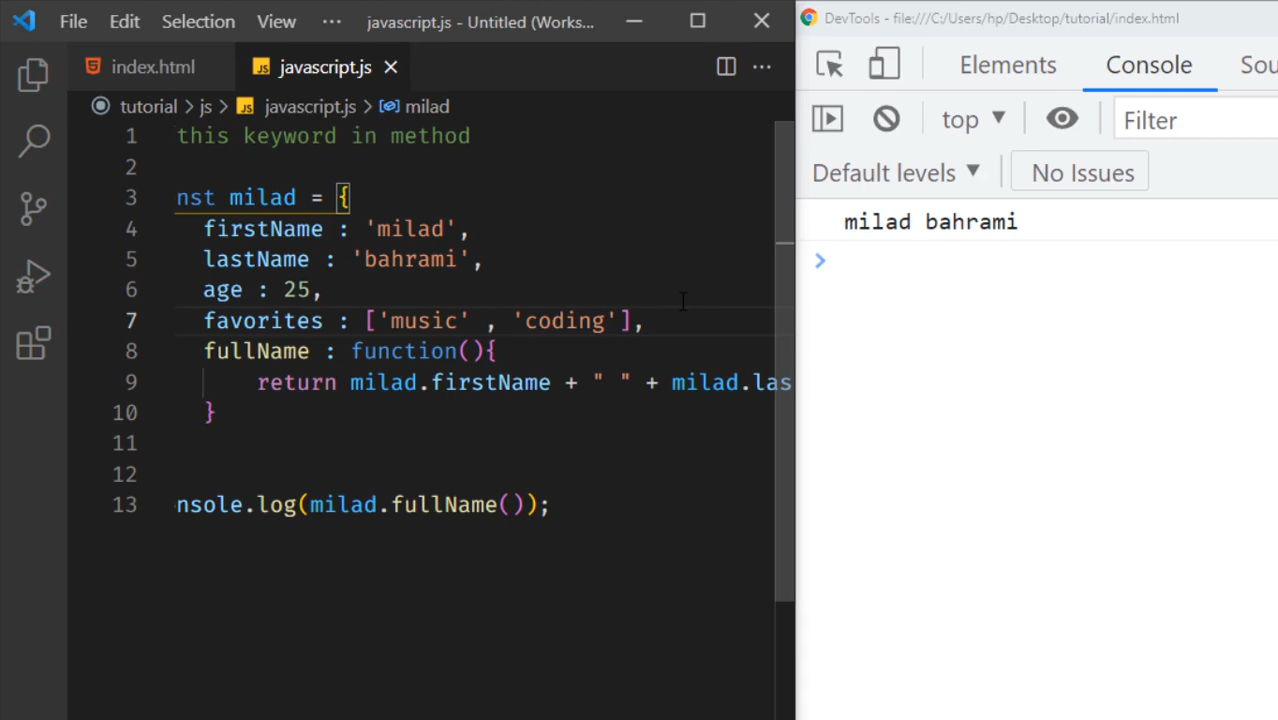 File Edit Selection View ··· javascript.js - Untitled (Works...
index.html JS javascript.js
tutorial > js > JS javascript.js > milad
1 this keyword in method
2
3 nst milad = {
4 firstName : 'milad',
5 lastName : 'bahrami',
6 age : 25,
7 favorites : ['music' , 'coding'],
8 fullName : function(){
9 return milad.firstName + " " + milad.las
10 }
11
12
13 nsole.log(milad.fullName());
DevTools - file:///C:/Users/hp/Desktop/tutorial/index.html
Elements Console Sou
top Filter
Default levels No Issues
milad bahrami
>